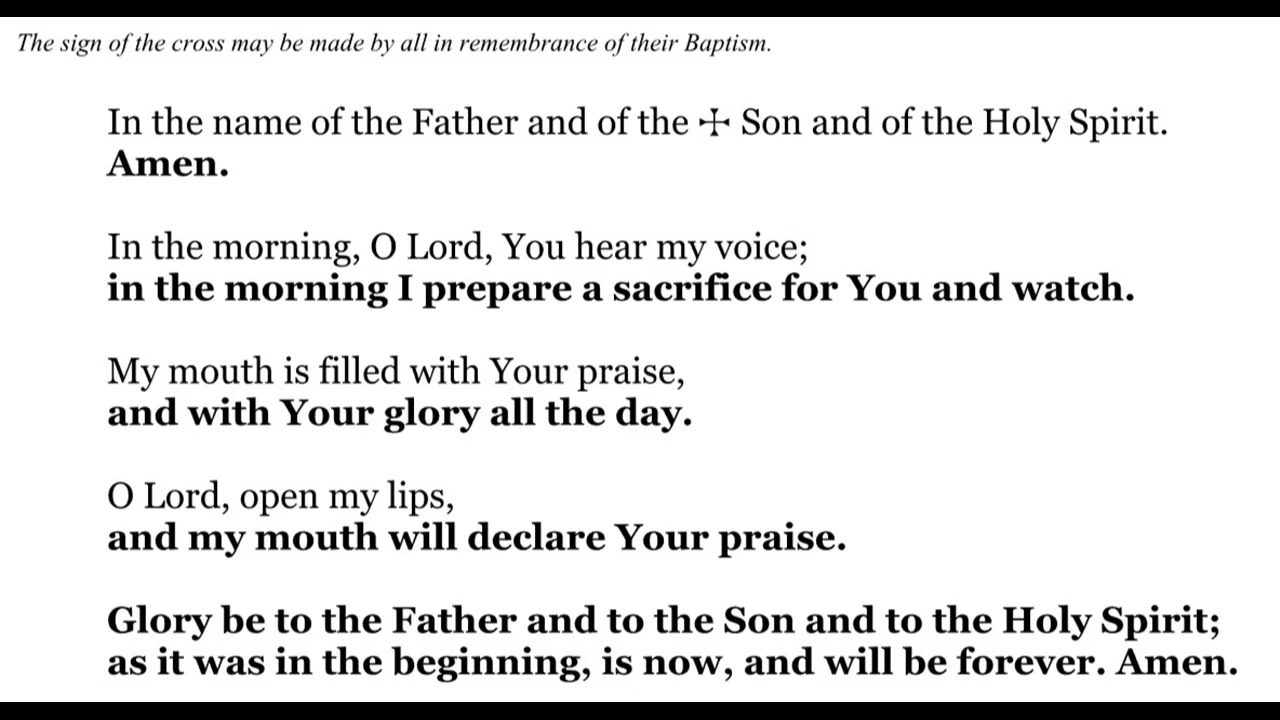 The sign of the cross may be made by all in remembrance of their Baptism.
In the name of the Father and of the ☩ Son and of the Holy Spirit.
Amen.
In the morning, O Lord, You hear my voice;
in the morning I prepare a sacrifice for You and watch.
My mouth is filled with Your praise,
and with Your glory all the day.
O Lord, open my lips,
and my mouth will declare Your praise.
Glory be to the Father and to the Son and to the Holy Spirit;
as it was in the beginning, is now, and will be forever. Amen.